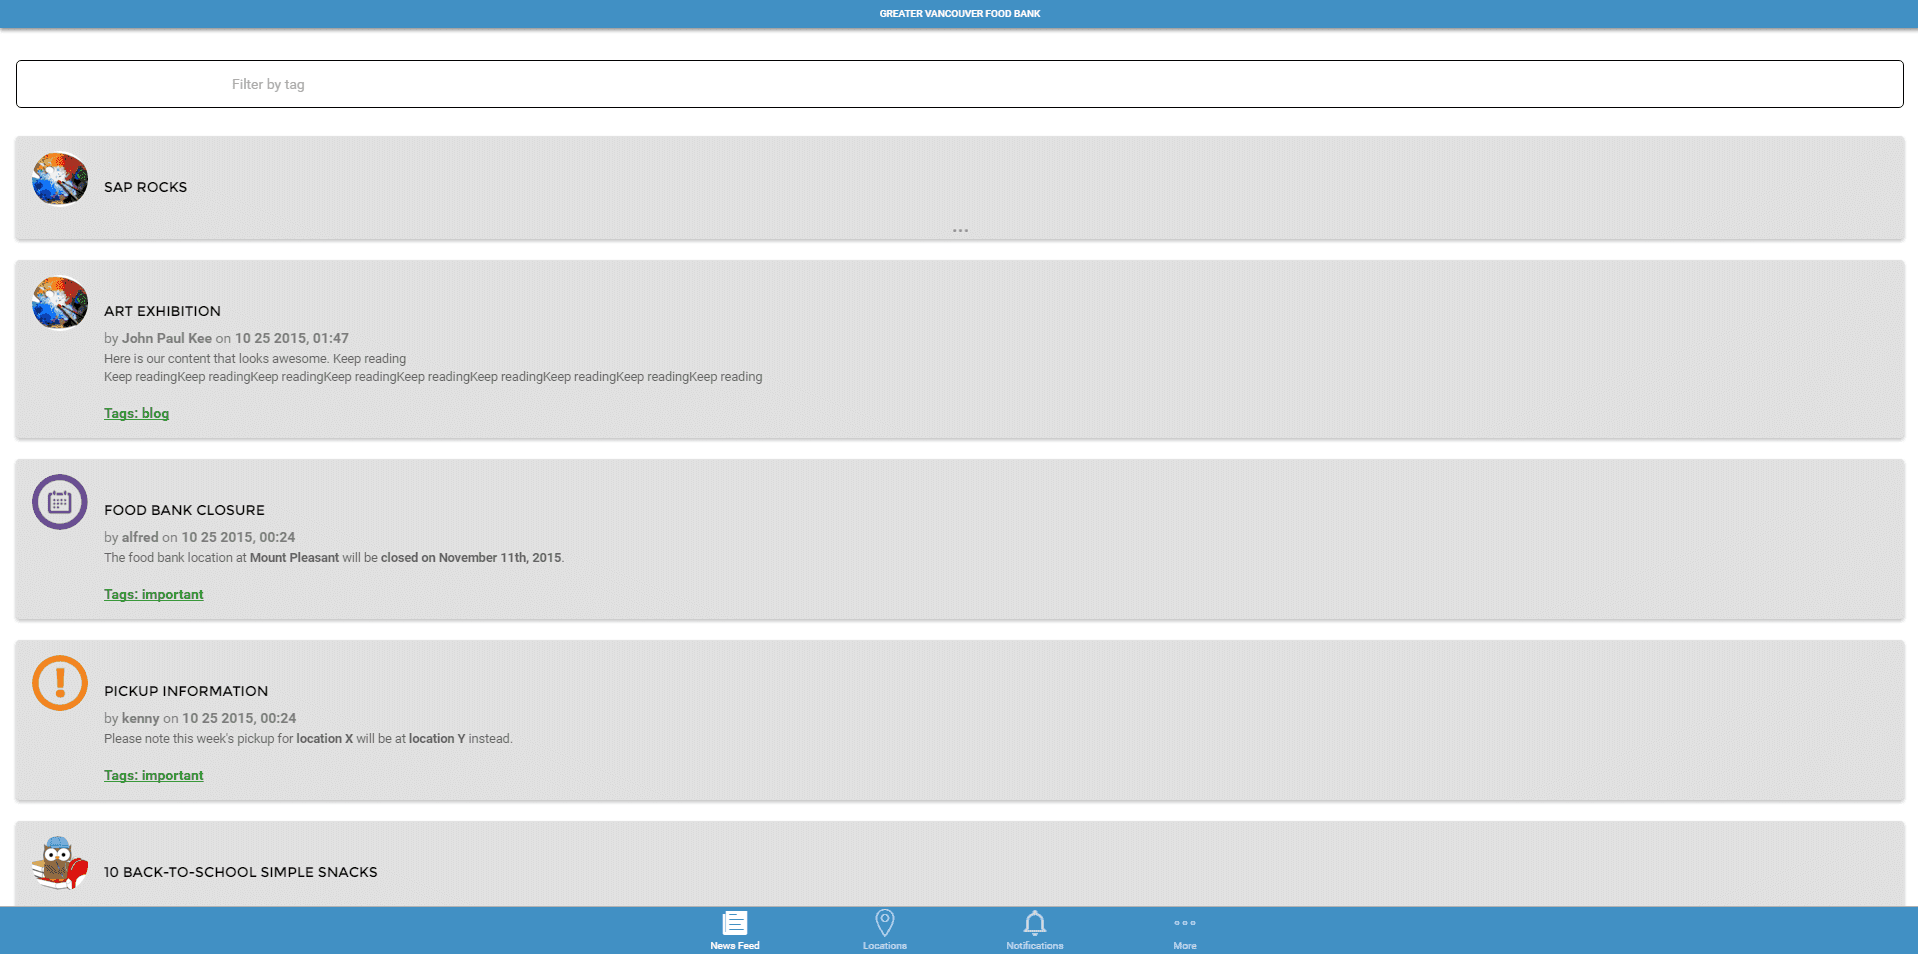 GREATER VANCOUVER FOOD BANK
Filter by tag
SAP ROCKS
...
ART EXHIBITION
by John Paul Kee on 10 25 2015, 01:47
Here is our content that looks awesome. Keep reading
Keep readingKeep readingKeep readingKeep readingKeep readingKeep readingKeep readingKeep readingKeep reading
Tags: blog
FOOD BANK CLOSURE
by alfred on 10 25 2015, 00:24
The food bank location at Mount Pleasant will be closed on November 11th, 2015.
Tags: important
PICKUP INFORMATION
by kenny on 10 25 2015, 00:24
Please note this week's pickup for location X will be at location Y instead.
Tags: important
10 BACK-TO-SCHOOL SIMPLE SNACKS
News Feed Locations Notifications More